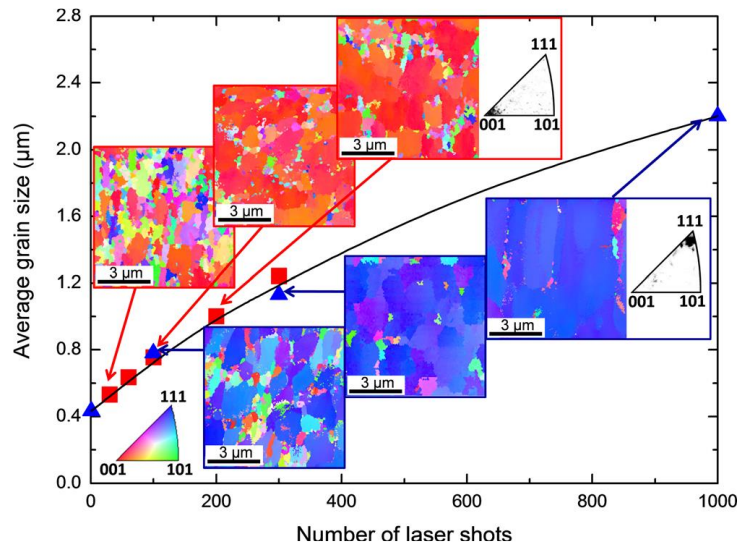 2.8
2.4
2.0
1.6
1.2
0.8
0.4
0.0
Average grain size (µm)
0
200
400
600
800
1000
Number of laser shots
3 µm
3 µm
3 µm
111
001
101
3 µm
3 µm
3 µm
111
001
101
111
001
101